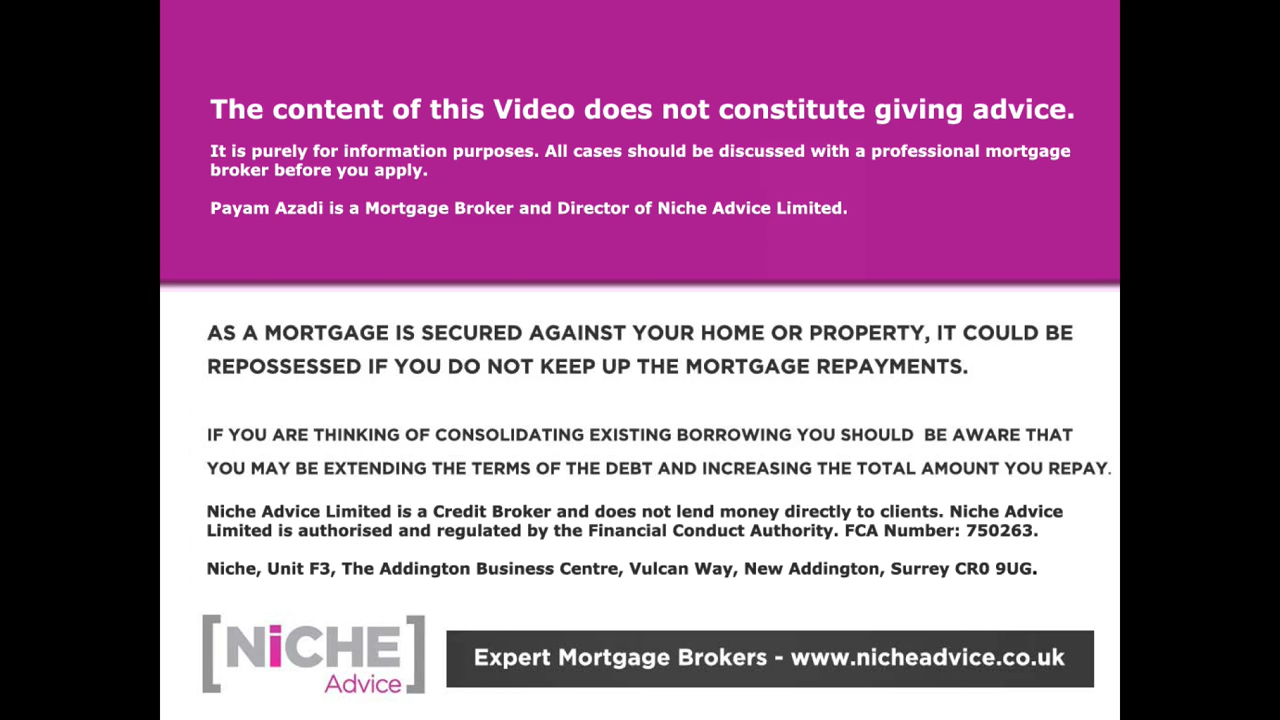 The content of this Video does not constitute giving advice.
It is purely for information purposes. All cases should be discussed with a professional mortgage
broker before you apply.
Payam Azadi is a Mortgage Broker and Director of Niche Advice Limited.
AS A MORTGAGE IS SECURED AGAINST YOUR HOME OR PROPERTY, IT COULD BE
REPOSSESSED IF YOU DO NOT KEEP UP THE MORTGAGE REPAYMENTS.
IF YOU ARE THINKING OF CONSOLIDATING EXISTING BORROWING YOU SHOULD BE AWARE THAT
YOU MAY BE EXTENDING THE TERMS OF THE DEBT AND INCREASING THE TOTAL AMOUNT YOU REPAY.
Niche Advice Limited is a Credit Broker and does not lend money directly to clients. Niche Advice
Limited is authorised and regulated by the Financial Conduct Authority. FCA Number: 750263.
Niche, Unit F3, The Addington Business Centre, Vulcan Way, New Addington, Surrey CR0 9UG.
[NiCHE
Advice]
Expert Mortgage Brokers - www.nicheadvice.co.uk